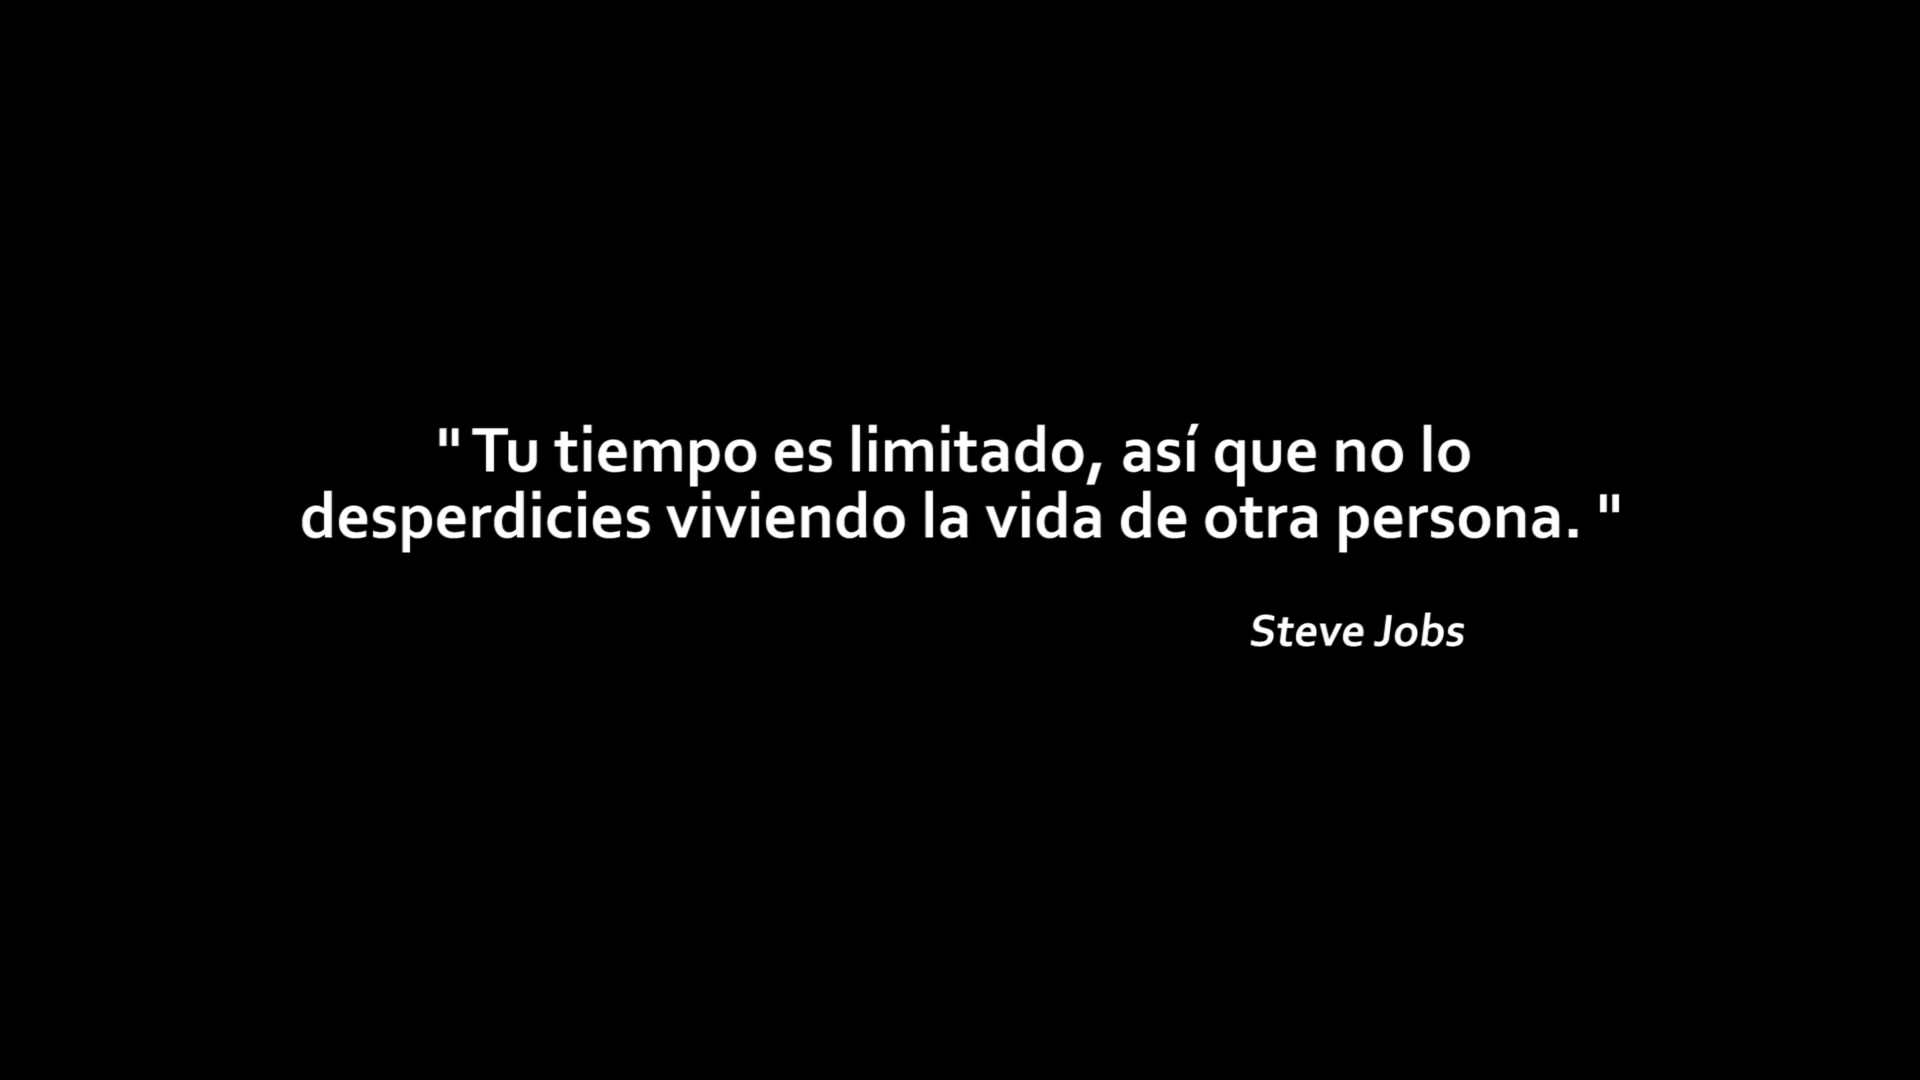 " Tu tiempo es limitado, así que no lo
desperdicies viviendo la vida de otra persona. "
Steve Jobs